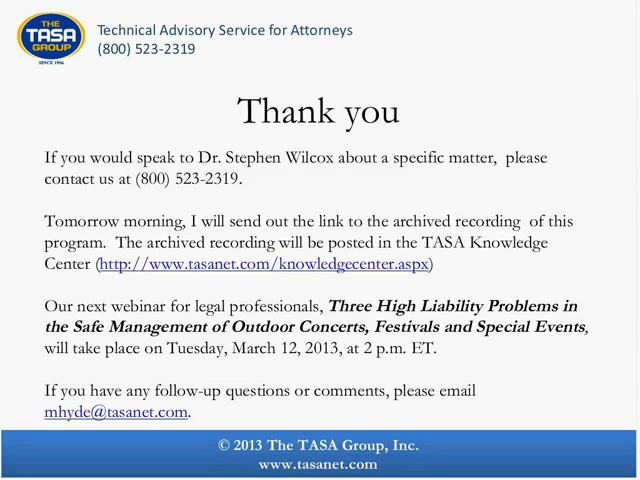 THE
TASA
GROUP
SINCE 1956
Technical Advisory Service for Attorneys
(800) 523-2319
Thank you
If you would speak to Dr. Stephen Wilcox about a specific matter, please
contact us at (800) 523-2319.
Tomorrow morning, I will send out the link to the archived recording of this
program. The archived recording will be posted in the TASA Knowledge
Center (http://www.tasanet.com/knowledgecenter.aspx)
Our next webinar for legal professionals, Three High Liability Problems in
the Safe Management of Outdoor Concerts, Festivals and Special Events,
will take place on Tuesday, March 12, 2013, at 2 p.m. ET.
If you have any follow-up questions or comments, please email
mhyde@tasanet.com.
© 2013 The TASA Group, Inc.
www.tasanet.com